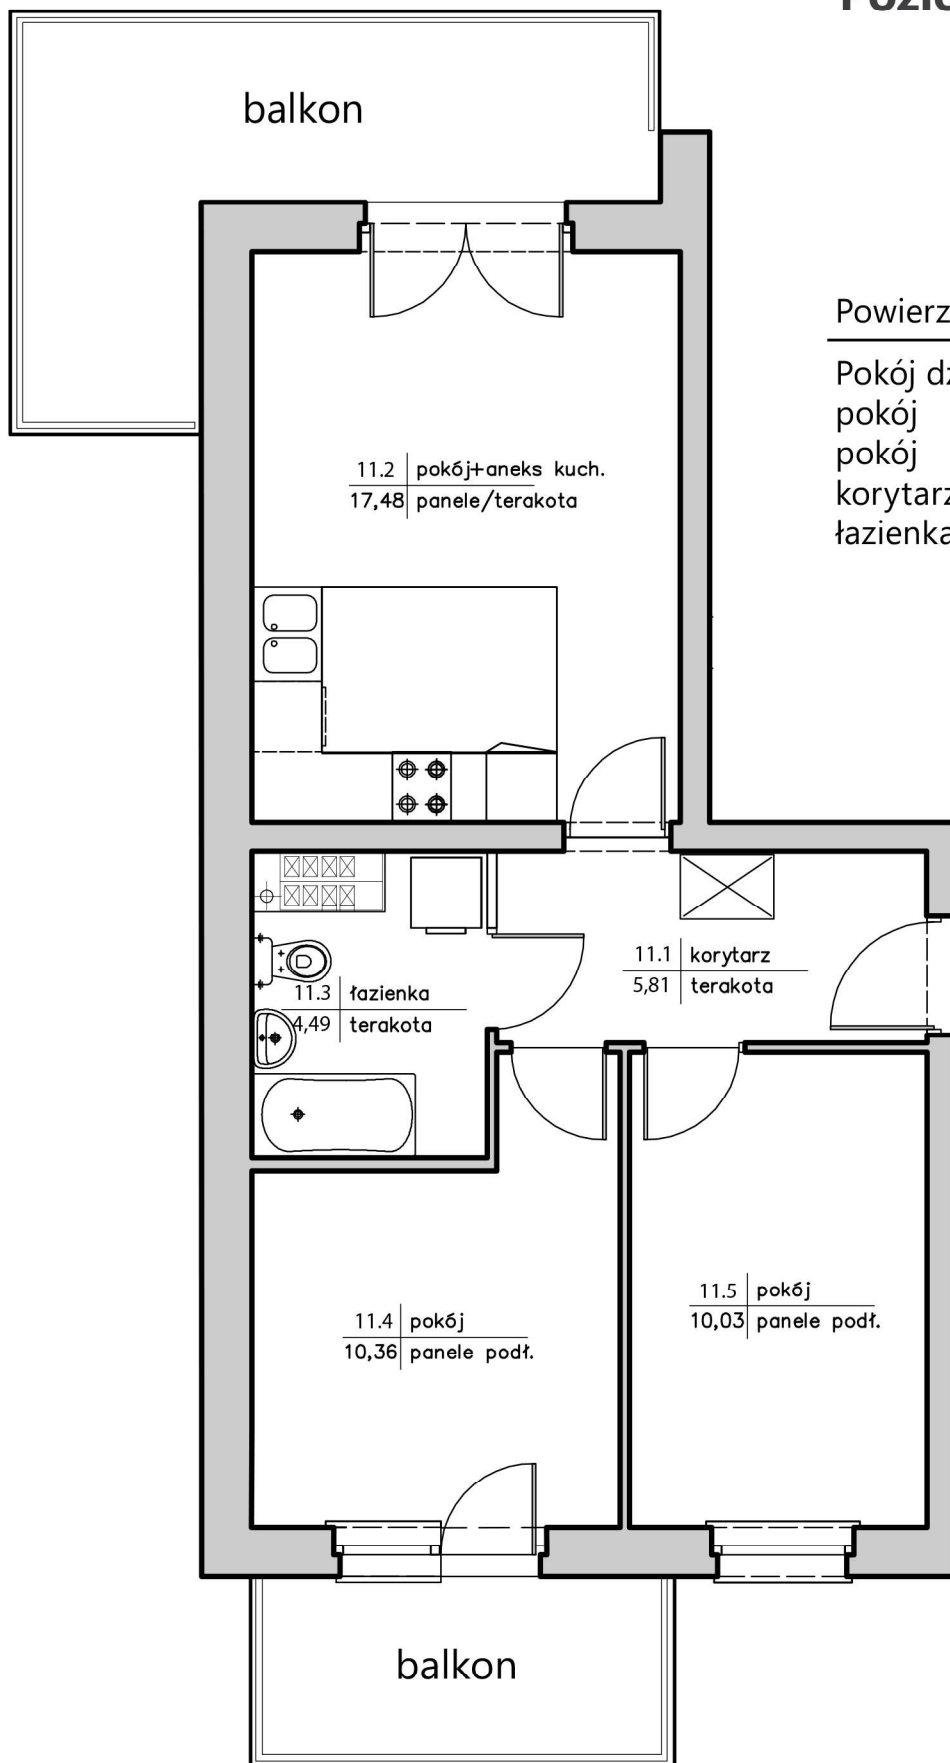 balkon
Powierz
Pokój dz
pokój
pokój
korytarz
łazienka
11.2 pokój+aneks kuch.
17,48 panele/terakota
11.1 korytarz
5,81 terakota
11.3 łazienka
4,49 terakota
11.5 pokój
10,03 panele podł.
11.4 pokój
10,36 panele podł.
balkon